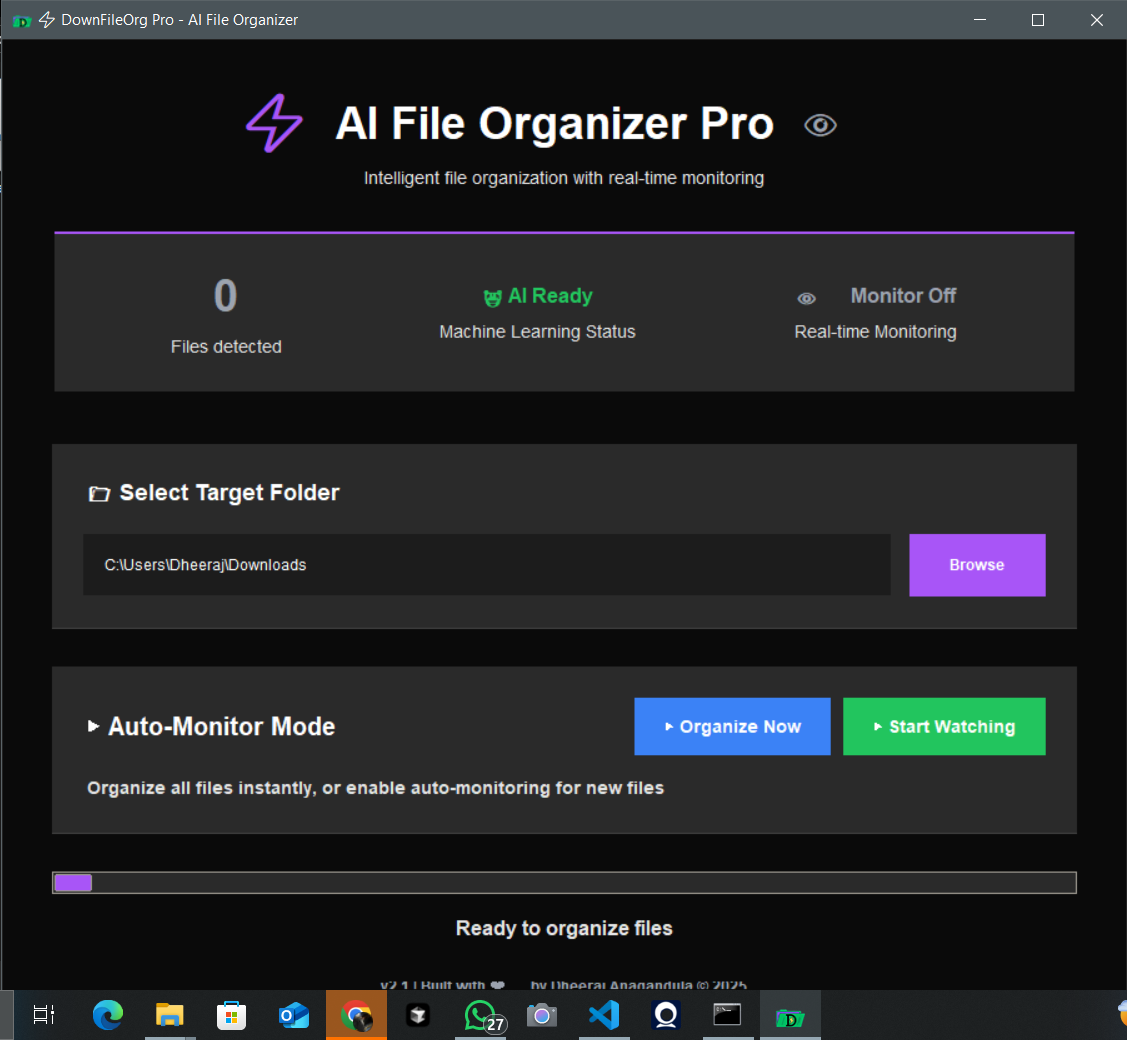 DownFileOrg Pro - AI File Organizer
AI File Organizer Pro
Intelligent file organization with real-time monitoring
0
Files detected
AI Ready
Machine Learning Status
Monitor Off
Real-time Monitoring
Select Target Folder
C:\Users\Dheeraj\Downloads
Browse
Auto-Monitor Mode
Organize Now
Start Watching
Organize all files instantly, or enable auto-monitoring for new files
Ready to organize files
v2.1 | Built with ❤ by Dheeraj Anagandula © 2025
27